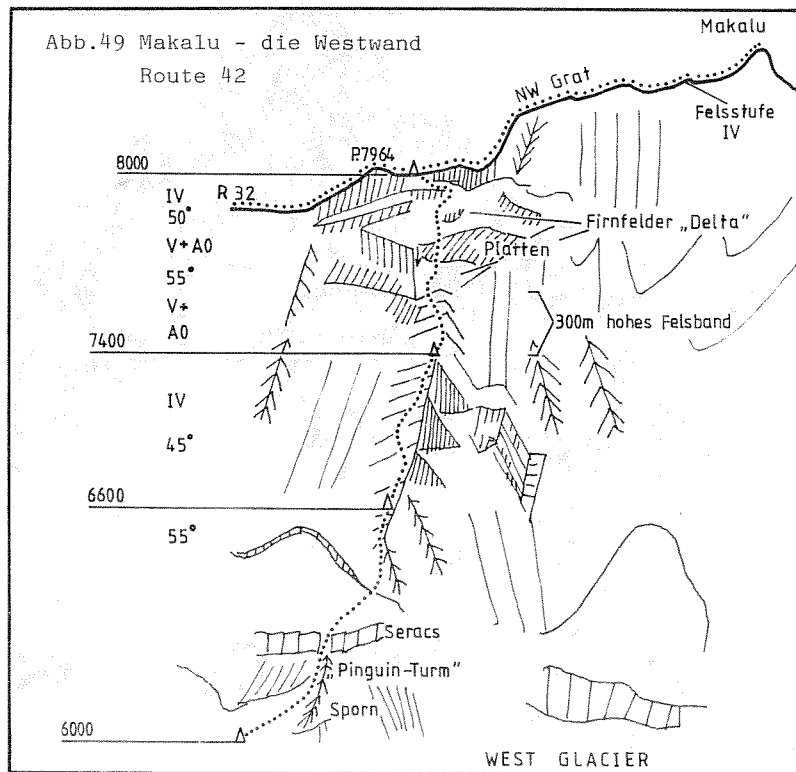 Abb.49 Makalu - die Westwand
Route 42
Makalu
NW Grat
Felsstufe
IV
P.7964
8000
IV
R 32
50°
Firnfelder „Delta"
V+ A0
Platten
55°
V+
300m hohes Felsband
A0
7400
IV
45°
6600
55°
Seracs
„Pinguin-Turm"
Sporn
6000
WEST GLACIER